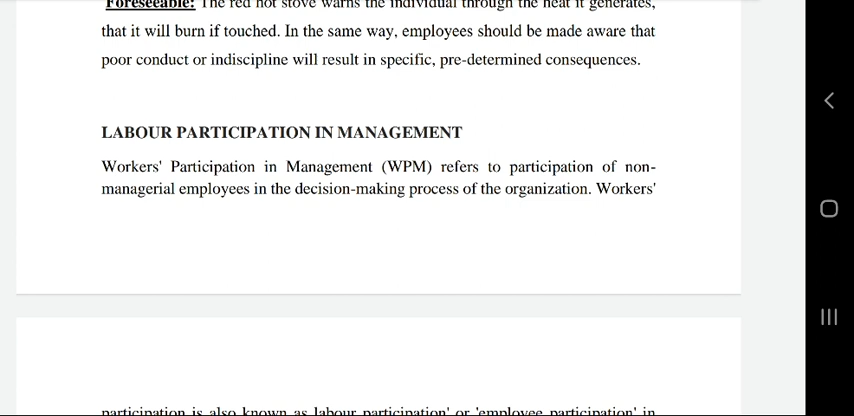 Foreseeable: The red hot stove warns the individual through the heat it generates,
that it will burn if touched. In the same way, employees should be made aware that
poor conduct or indiscipline will result in specific, pre-determined consequences.
LABOUR PARTICIPATION IN MANAGEMENT
Workers' Participation in Management (WPM) refers to participation of non-
managerial employees in the decision-making process of the organization. Workers'
participation is also known as labour participation' or 'employee participation' in